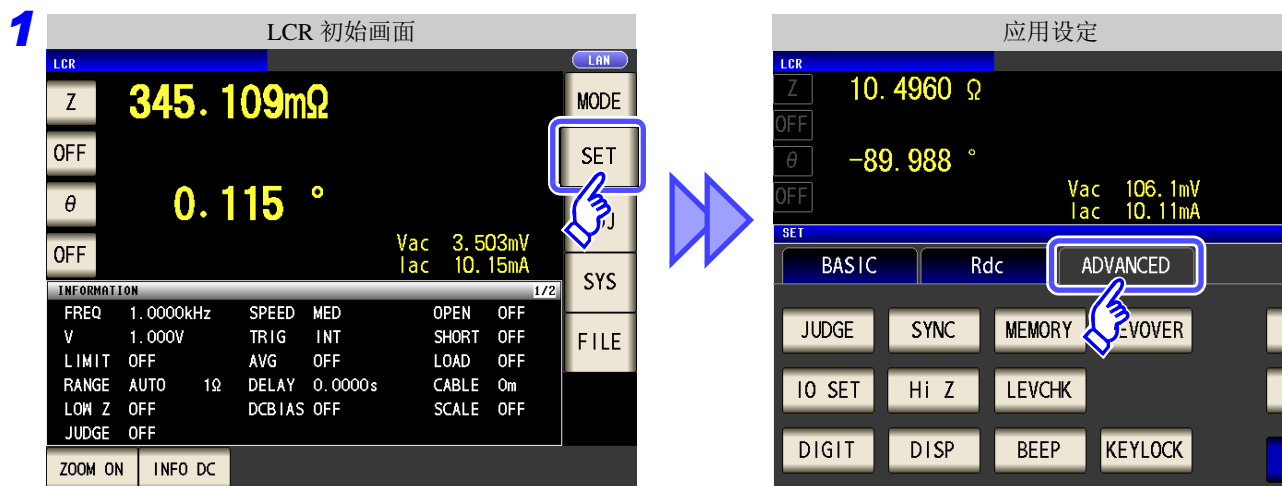 1
LCR 初始画面
LCR
LAN
Z 345.109mΩ
MODE
OFF
SET
θ 0.115 °
OFF
Vac 3.503mV
Iac 10.15mA
SYS
INFORMATION 1/2
FREQ 1.0000kHz SPEED MED OPEN OFF
V 1.000V TRIG INT SHORT OFF
FILE
LIMIT OFF AVG OFF LOAD OFF
RANGE AUTO 1Ω DELAY 0.0000s CABLE 0m
LOW Z OFF DCBIAS OFF SCALE OFF
JUDGE OFF
ZOOM ON INFO DC
应用设定
LCR
Z 10.4960 Ω
OFF
θ -89.988 °
OFF
Vac 106.1mV
Iac 10.11mA
SET
BASIC Rdc ADVANCED
JUDGE SYNC MEMORY EVOVER
IO SET Hi Z LEVCHK
DIGIT DISP BEEP KEYLOCK